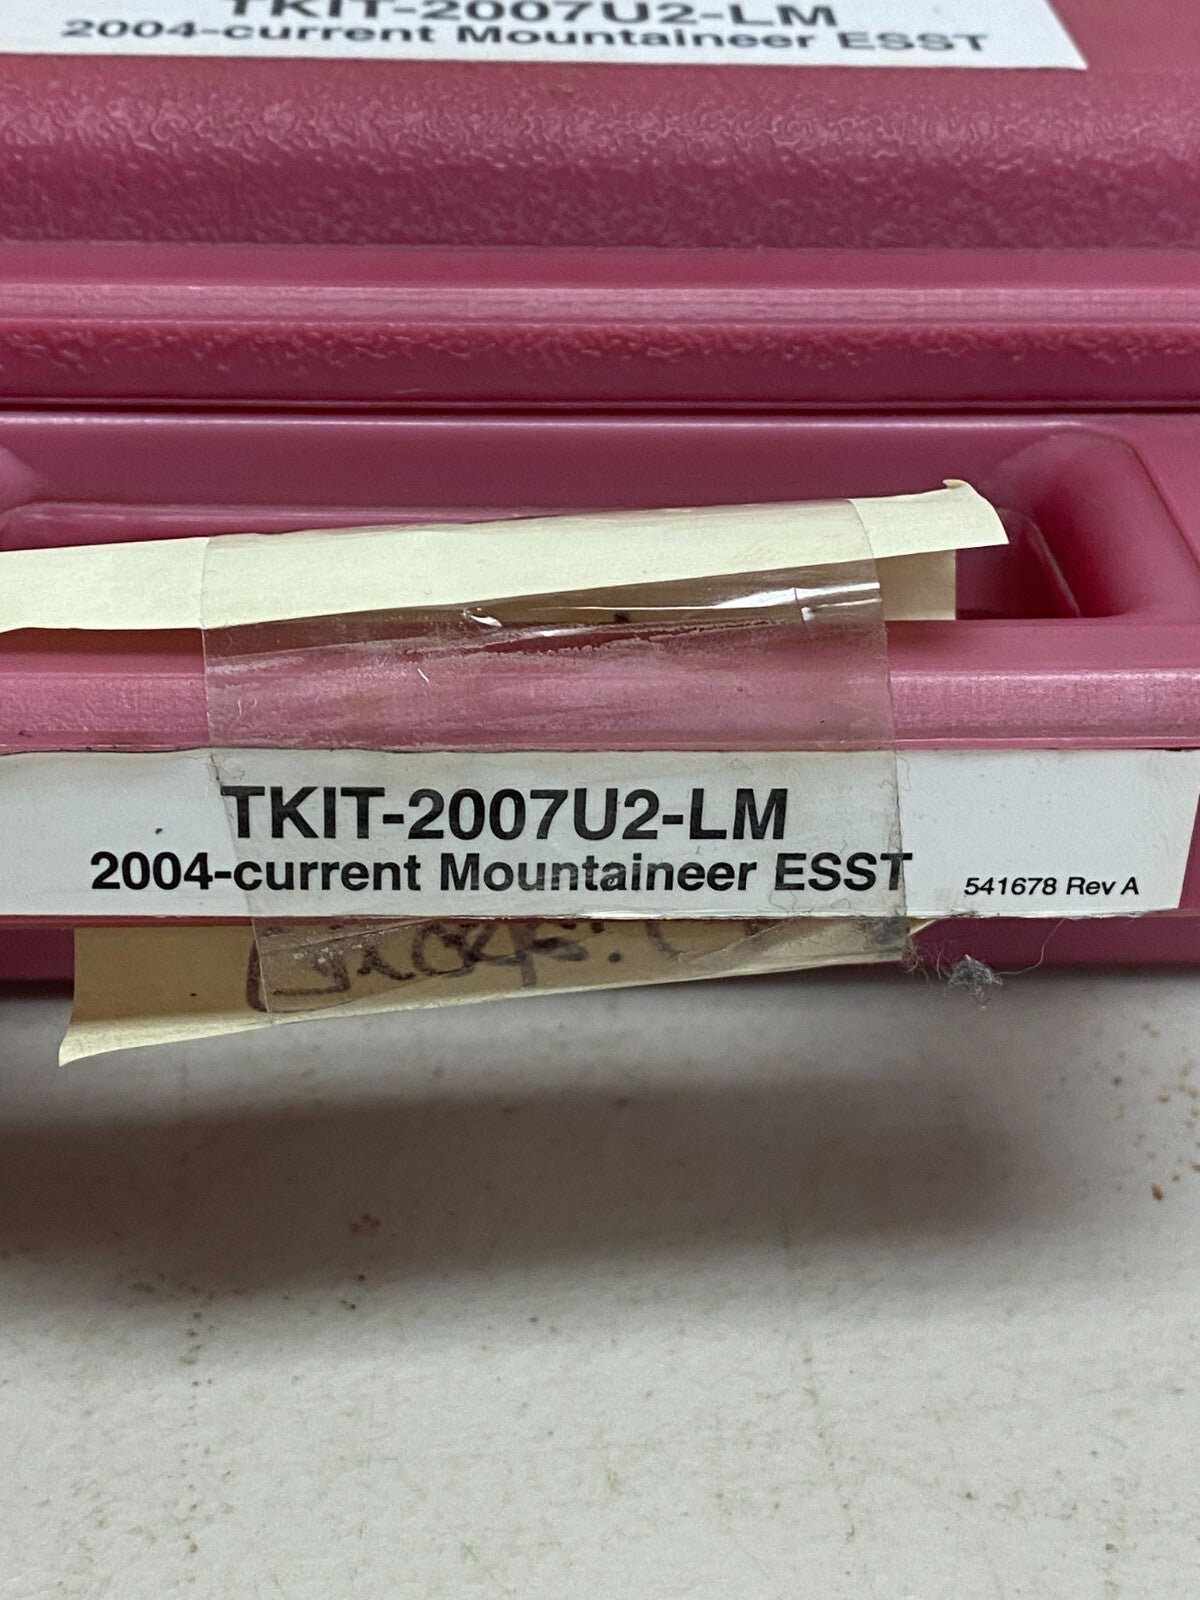 TKIT-2007U2-LM
2004-current Mountaineer ESST
TKIT-2007U2-LM
2004-current Mountaineer ESST
541678 Rev A